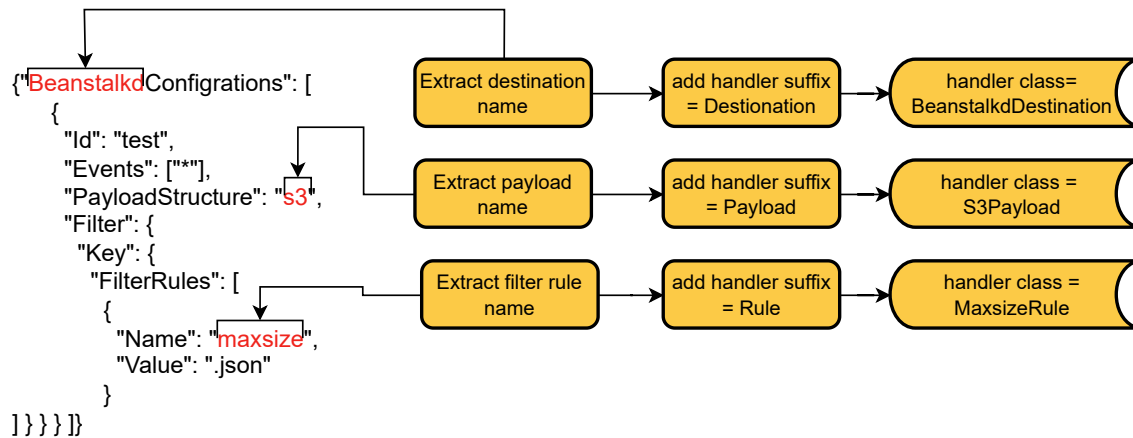 {"BeanstalkdConfigrations": [
{
"Id": "test",
"Events": ["*"],
"PayloadStructure": "s3",
"Filter": {
"Key": {
"FilterRules": [
{
"Name": "maxsize",
"Value": ".json"
}
] } } } ]}
Extract destination
name
add handler suffix
= Destionation
handler class=
BeanstalkdDestination
Extract payload
name
add handler suffix
= Payload
handler class =
S3Payload
Extract filter rule
name
add handler suffix
= Rule
handler class =
MaxsizeRule